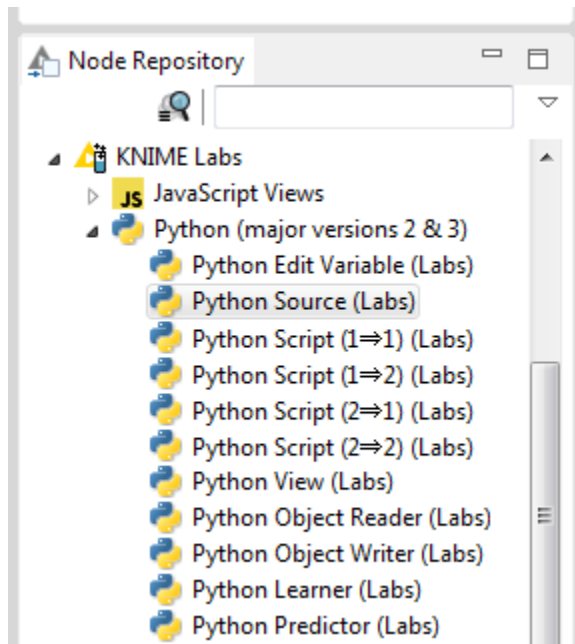 Node Repository
KNIME Labs
JS JavaScript Views
Python (major versions 2 & 3)
Python Edit Variable (Labs)
Python Source (Labs)
Python Script (1⇒1) (Labs)
Python Script (1⇒2) (Labs)
Python Script (2⇒1) (Labs)
Python Script (2⇒2) (Labs)
Python View (Labs)
Python Object Reader (Labs)
Python Object Writer (Labs)
Python Learner (Labs)
Python Predictor (Labs)